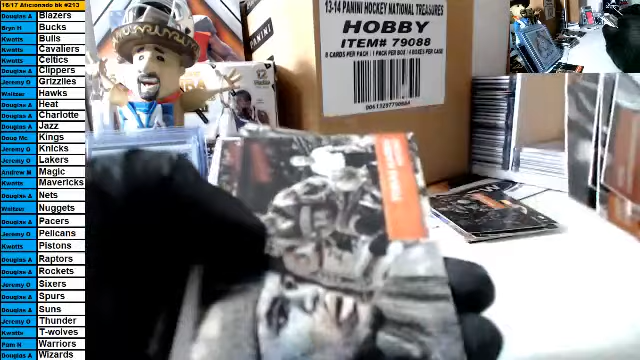 16/17 Aficionado bk #213
Douglas A Blazers
Bryn H Bucks
Kwatts Bulls
Kwatts Cavaliers
Kwatts Celtics
Douglas A Clippers
Jeremy O Grizzlies
Waltzer Hawks
Douglas A Heat
Douglas A Charlotte
Douglas A Jazz
Doug Mc Kings
Jeremy O Knicks
Jeremy O Lakers
Andrew M Magic
Kwatts Mavericks
Douglas A Nets
Waltzer Nuggets
Douglas A Pacers
Jeremy O Pelicans
Kwatts Pistons
Douglas A Raptors
Douglas A Rockets
Jeremy O Sixers
Douglas A Spurs
Douglas A Suns
Jeremy O Thunder
Kwatts T-wolves
Pam N Warriors
Douglas A Wizards
PANINI
13-14 PANINI HOCKEY NATIONAL TREASURES
HOBBY
ITEM# 79088